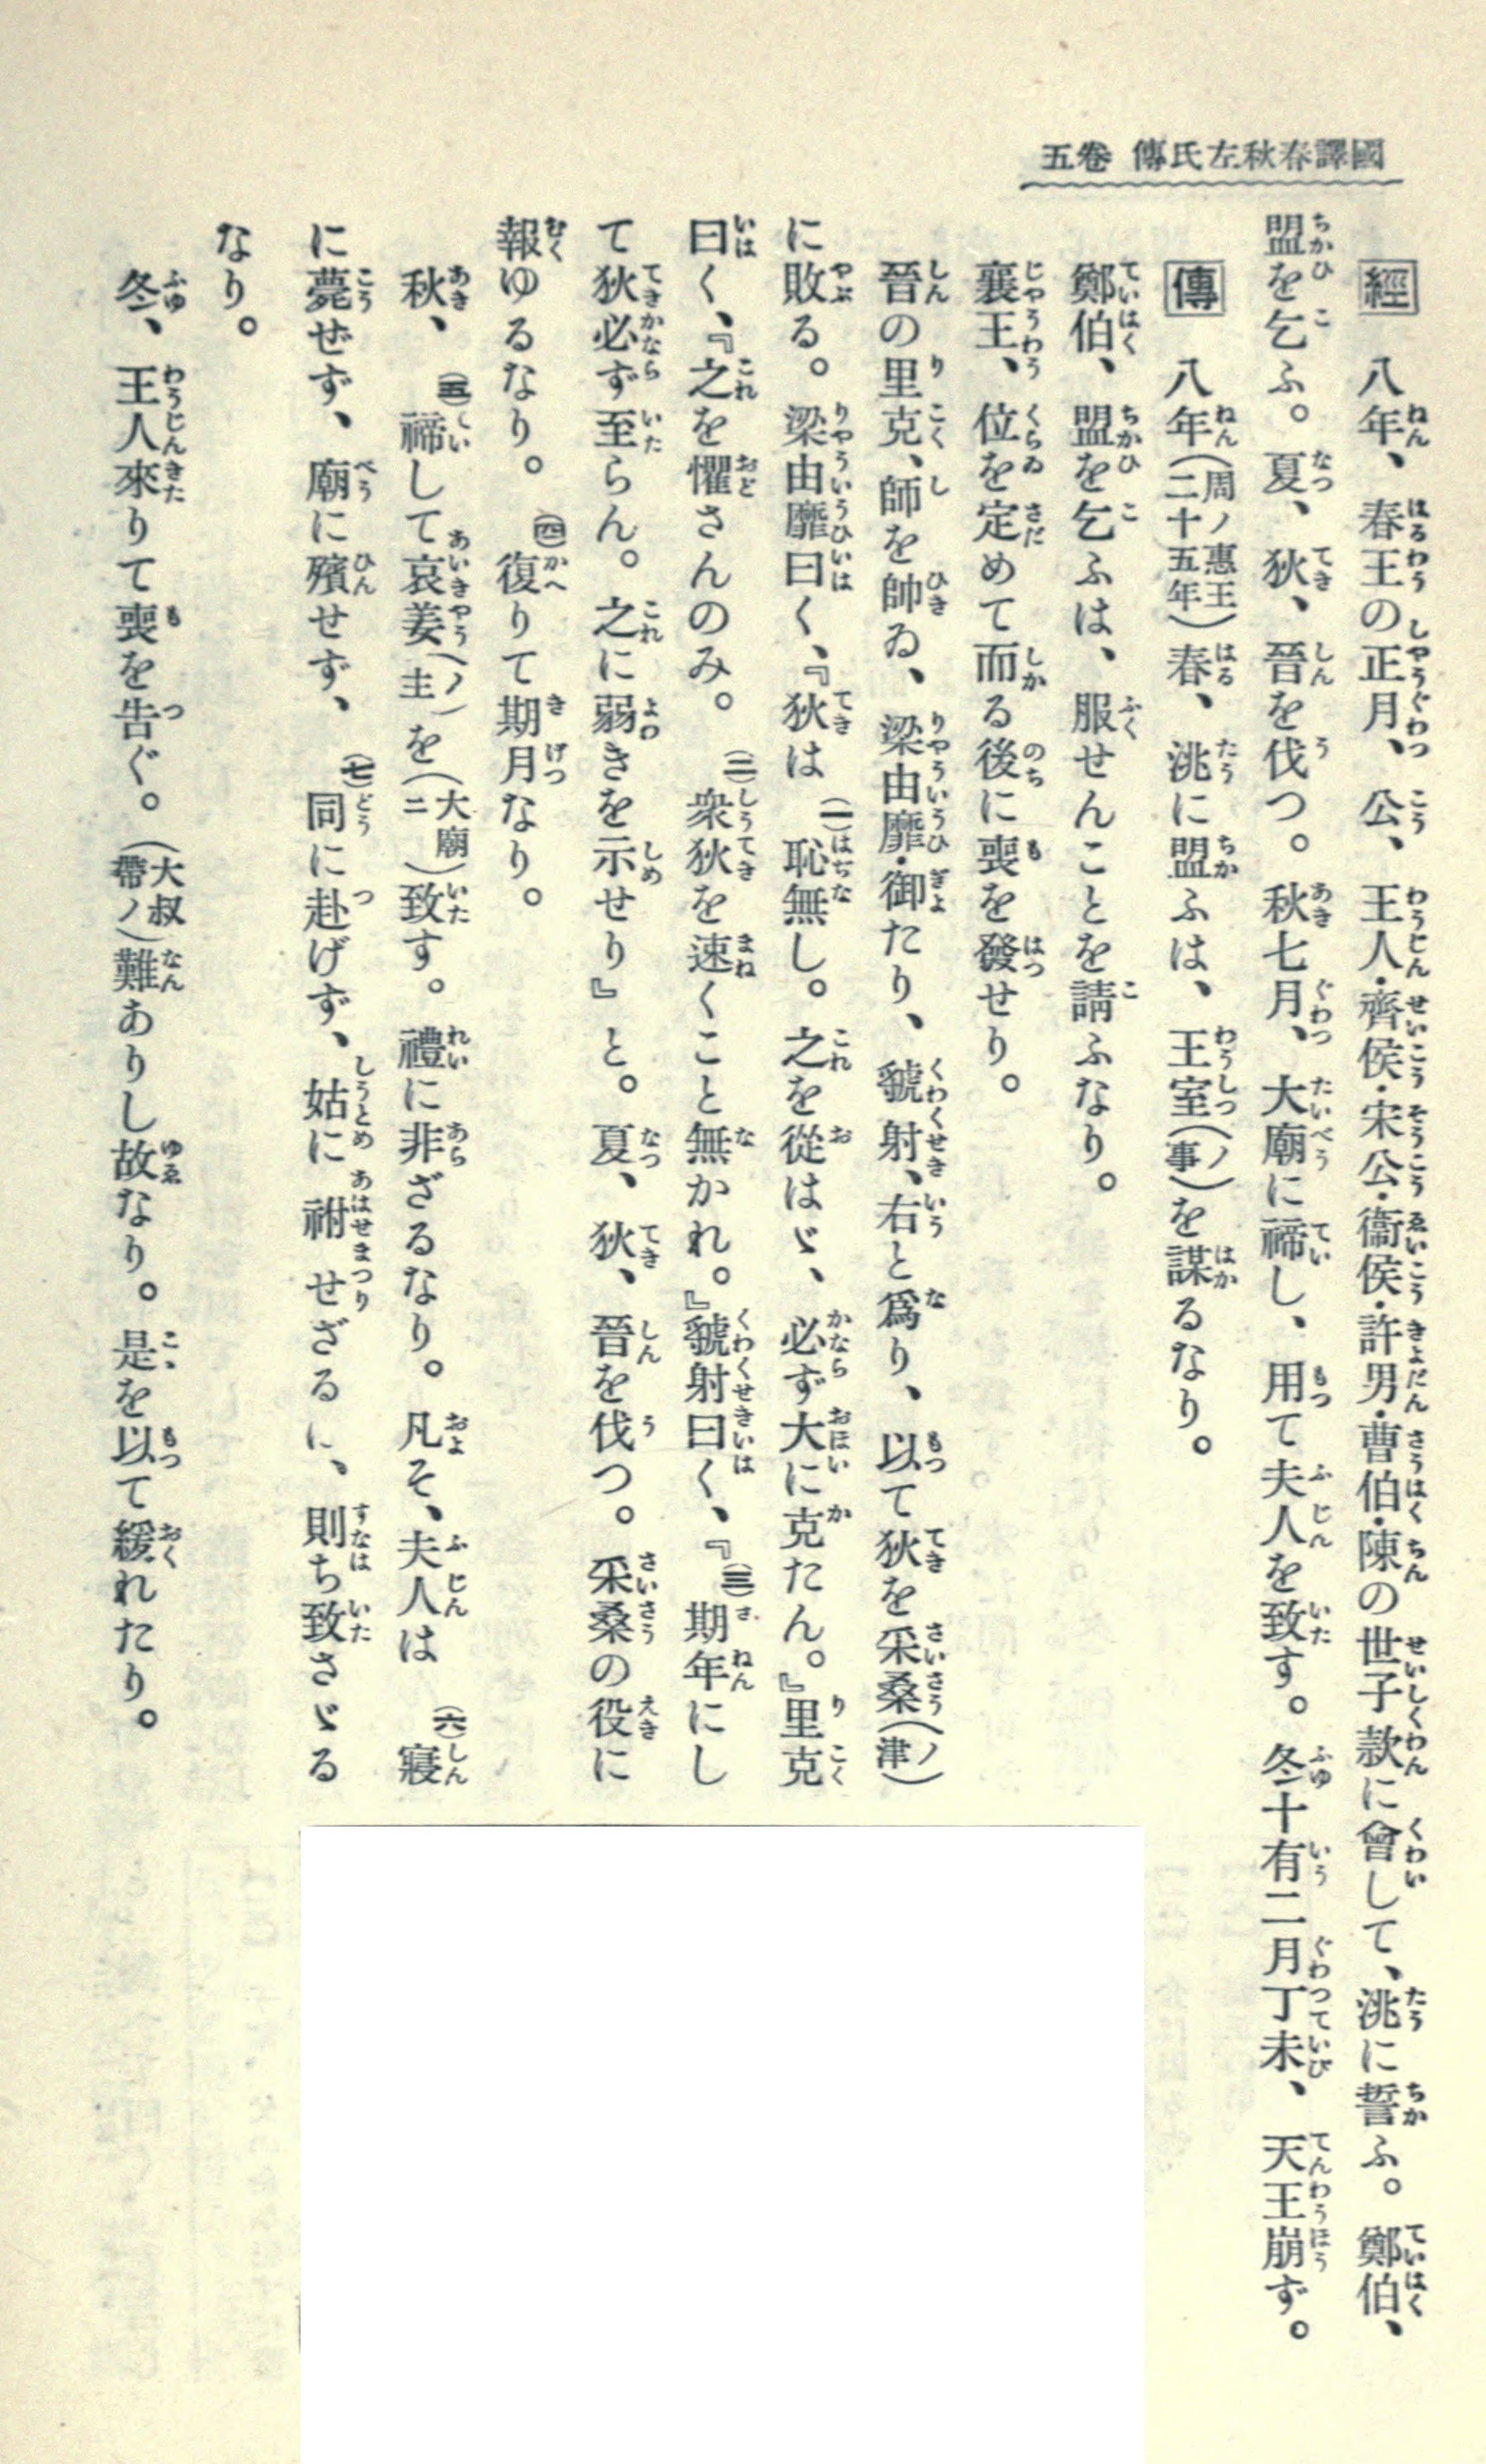 國譯春秋左氏傳 卷五
經 八年、春王の正月、公、王人・齊侯・宋公・衞侯・許男・曹伯・陳の世子款に會して、洮に誓ふ。鄭伯、
盟を乞ふ。夏、狄、晉を伐つ。秋七月、大廟に禘し、用て夫人を致す。冬十有二月丁未、天王崩ず。
傳 八年(周ノ惠王二十五年)春、洮に盟ふは、王室(ノ事)を謀るなり。
鄭伯、盟を乞ふは、服せんことを請ふなり。
襄王、位を定めて而る後に喪を發せり。
晉の里克、師を帥ゐ、梁由靡・御たり、虢射、右と爲り、以て狄を采桑(ノ津)
に敗る。梁由靡曰く、『狄は(一)恥無し。之を從はゞ、必ず大に克たん。』里克
曰く、『之を懼さんのみ。(二)衆狄を速くこと無かれ。』虢射曰く、『(三)期年にし
て狄必ず至らん。之に弱きを示せり』と。夏、狄、晉を伐つ。采桑の役に
報ゆるなり。(四)復りて期月なり。
秋、(五)禘して哀姜(ノ主)を(大廟ニ)致す。禮に非ざるなり。凡そ、夫人は(六)寢
に薨ぜず、廟に殯せず、(七)同に赴げず、姑に祔せざるに、則ち致さゞる
なり。
冬、王人來りて喪を告ぐ。(大叔帶ノ)難ありし故なり。是を以て緩れたり。